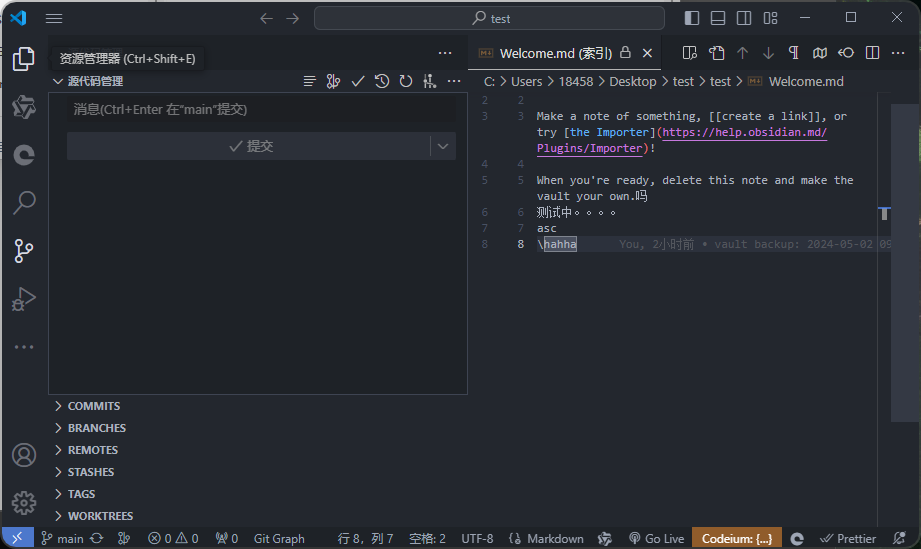 test
资源管理器 (Ctrl+Shift+E)
源代码管理
消息(Ctrl+Enter 在"main"提交)
提交
COMMITS
BRANCHES
REMOTES
STASHES
TAGS
WORKTREES
Welcome.md (索引)
C: > Users > 18458 > Desktop > test > test > Welcome.md
2 2
3 3 Make a note of something, [[create a link]], or
try [the Importer](https://help.obsidian.md/
Plugins/Importer)!
4 4
5 5 When you're ready, delete this note and make the
vault your own.吗
6 6 测试中。。。。
7 7 asc
8 8 \hahha You, 2小时前 • vault backup: 2024-05-02 09
main 0 0 0 Git Graph 行 8，列 7 空格: 2 UTF-8 {} Markdown Go Live Codeium: {...} Prettier